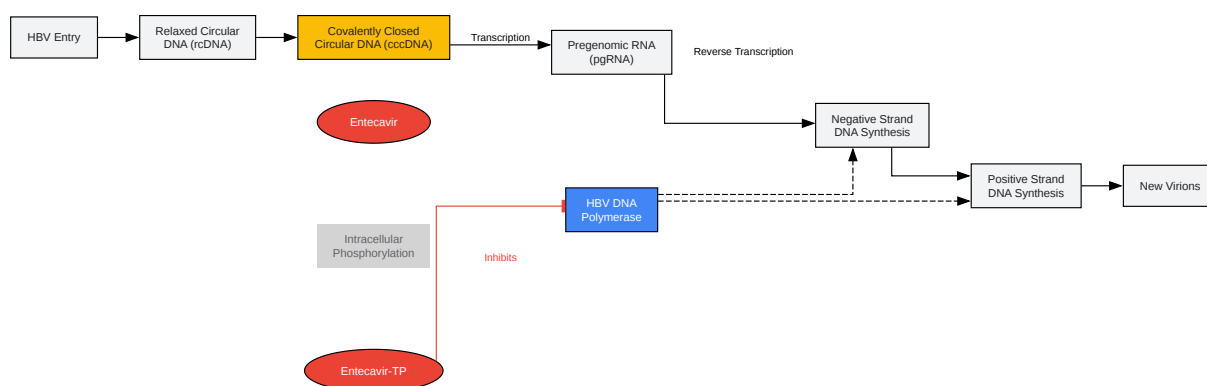 HBV Entry
Relaxed Circular
DNA (rcDNA)
Covalently Closed
Circular DNA (cccDNA)
Transcription
Pregenomic RNA
(pgRNA)
Reverse Transcription
Entecavir
Negative Strand
DNA Synthesis
Positive Strand
DNA Synthesis
New Virions
HBV DNA
Polymerase
Intracellular
Phosphorylation
Inhibits
Entecavir-TP